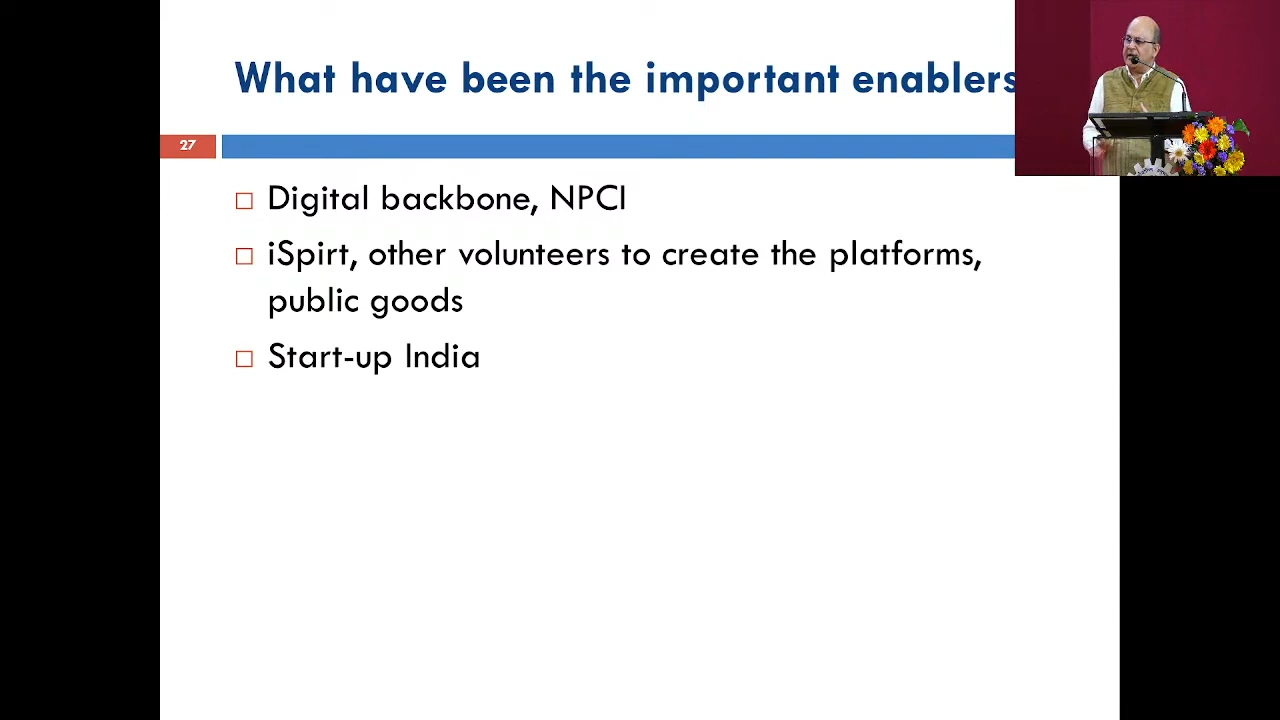 What have been the important enablers
27
Digital backbone, NPCI
iSpirt, other volunteers to create the platforms,
public goods
Start-up India